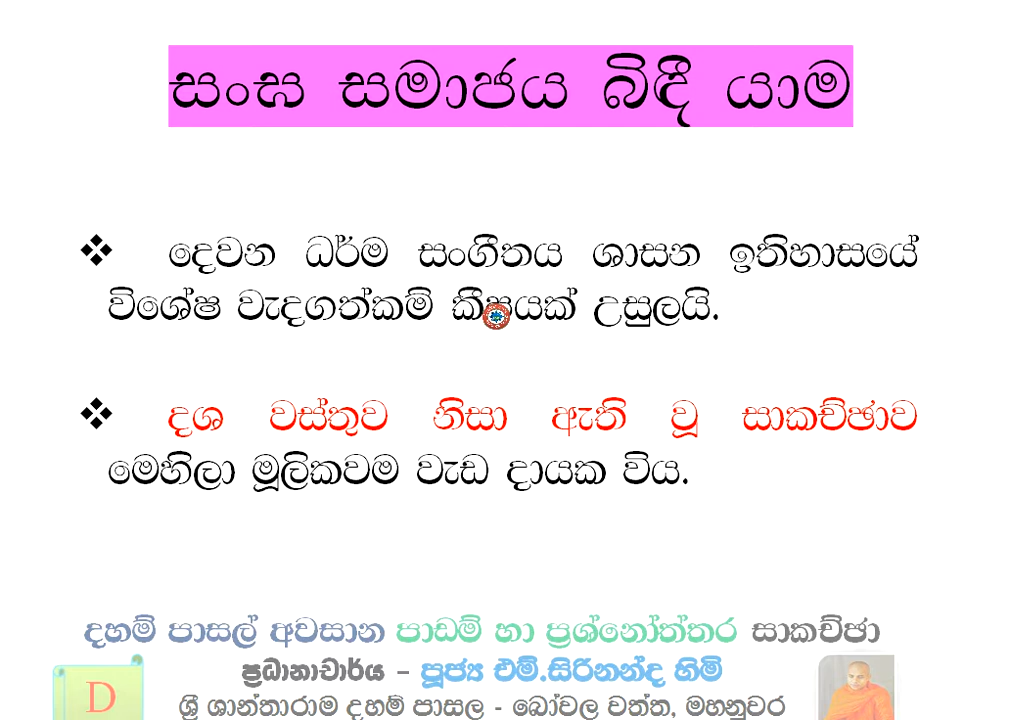 සංඝ සමාජය බිඳී යාම
❖ දෙවන ධර්ම සංගීතය ශාසන ඉතිහාසයේ
විශේෂ වැදගත්කම් කීපයක් උසුලයි.
❖ දශ වස්තුව නිසා ඇති වූ සාකච්ඡාව
මෙහිලා මූලිකවම වැඩ දායක විය.
දහම් පාසල් අවසාන පාඩම් හා ප්‍රශ්නෝත්තර සාකච්ඡා
ප්‍රධානාචාර්ය – පූජ්‍ය එම්.සිරිනන්ද හිමි
D
ශ්‍රී ශාන්තාරාම දහම් පාසල - බෝවල වත්ත, මහනුවර